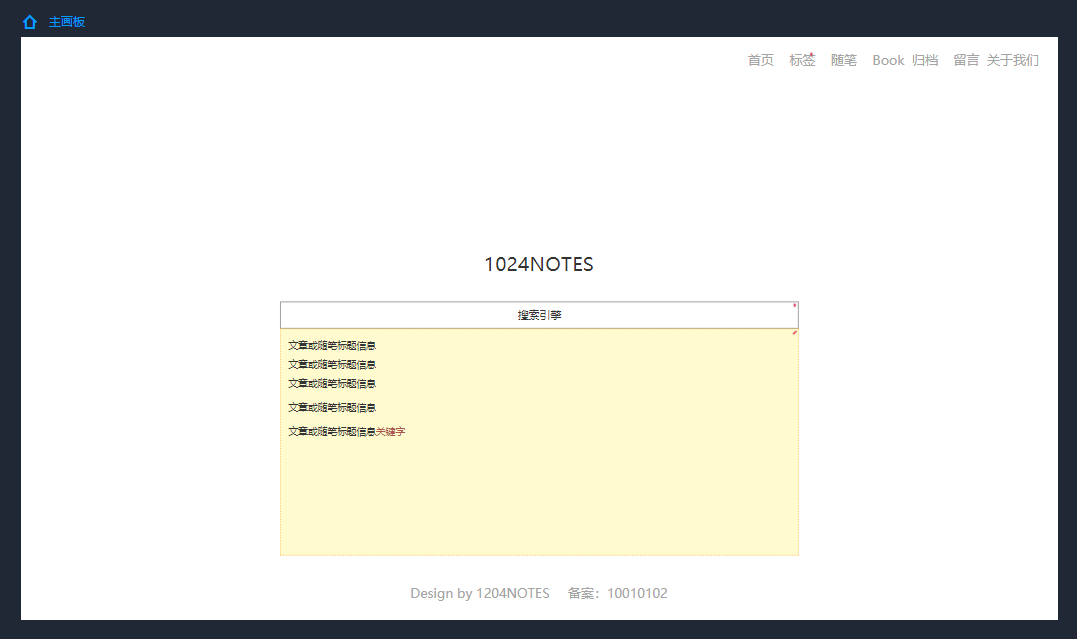 主画板
首页 标签 随笔 Book 归档 留言 关于我们
1024NOTES
搜索引擎
文章或随笔标题信息
文章或随笔标题信息
文章或随笔标题信息
文章或随笔标题信息
文章或随笔标题信息关键字
Design by 1204NOTES 备案：10010102